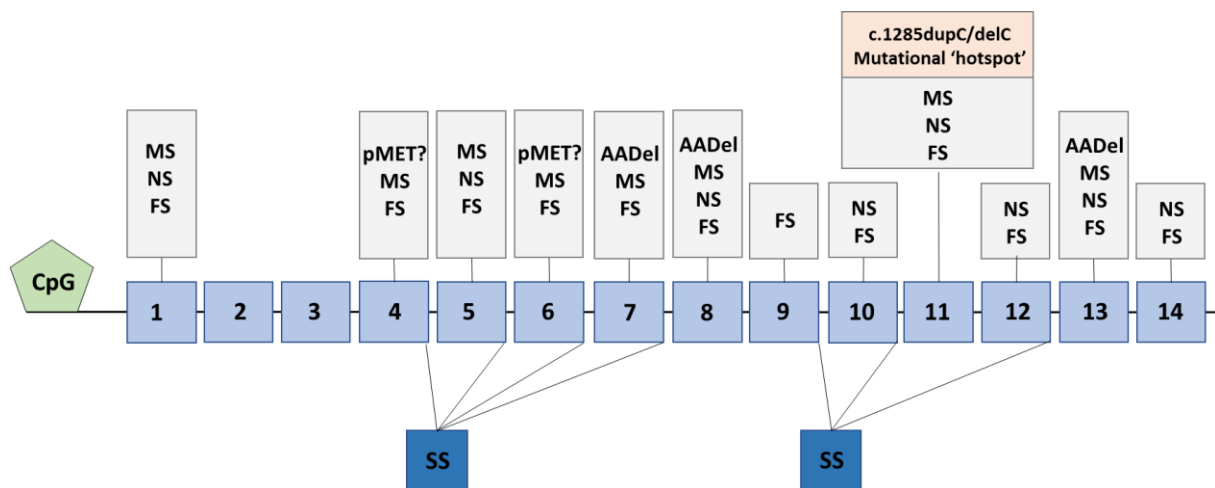 c.1285dupC/delC
Mutational ‘hotspot’
MS
NS
FS
MS
NS
FS
pMET?
MS
FS
MS
NS
FS
pMET?
MS
FS
AADel
MS
FS
AADel
MS
NS
FS
FS
NS
FS
NS
FS
AADel
MS
NS
FS
NS
FS
CpG
1
2
3
4
5
6
7
8
9
10
11
12
13
14
SS
SS